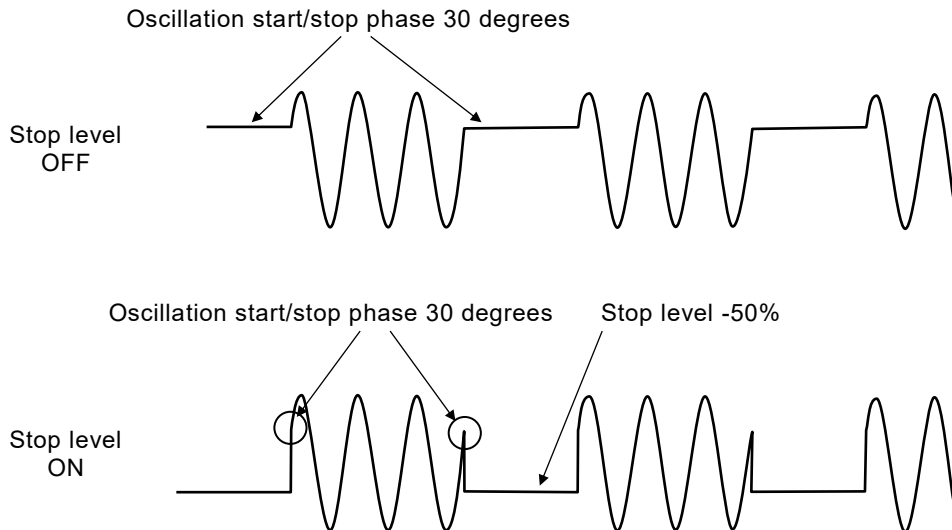 Oscillation start/stop phase 30 degrees
Stop level
OFF
Oscillation start/stop phase 30 degrees
Stop level -50%
Stop level
ON